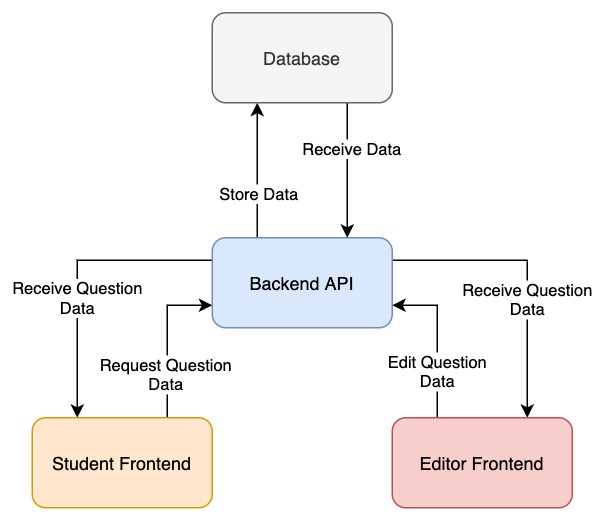 Database
Receive Data
Store Data
Backend API
Receive Question
Data
Receive Question
Data
Request Question
Data
Edit Question
Data
Student Frontend
Editor Frontend